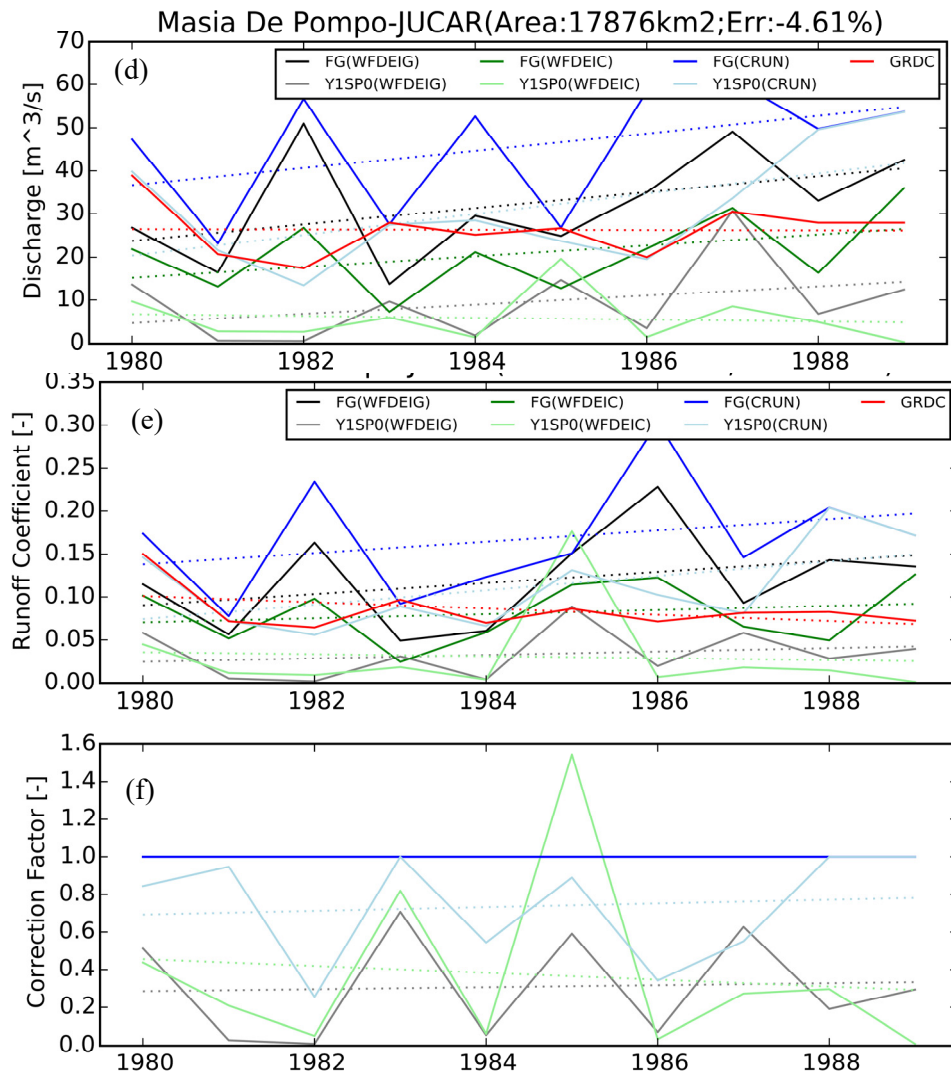 Masia De Pompo-JUCAR(Area:17876km2;Err:-4.61%)
(d)
FG(WFDEIG) FG(WFDEIC) FG(CRUN) GRDC
Y1SP0(WFDEIG) Y1SP0(WFDEIC) Y1SP0(CRUN)
Discharge [m^3/s]
70
60
50
40
30
20
10
0
1980 1982 1984 1986 1988
(e)
FG(WFDEIG) FG(WFDEIC) FG(CRUN) GRDC
Y1SP0(WFDEIG) Y1SP0(WFDEIC) Y1SP0(CRUN)
Runoff Coefficient [-]
0.35
0.30
0.25
0.20
0.15
0.10
0.05
0.00
1980 1982 1984 1986 1988
(f)
Correction Factor [-]
1.6
1.4
1.2
1.0
0.8
0.6
0.4
0.2
0.0
1980 1982 1984 1986 1988